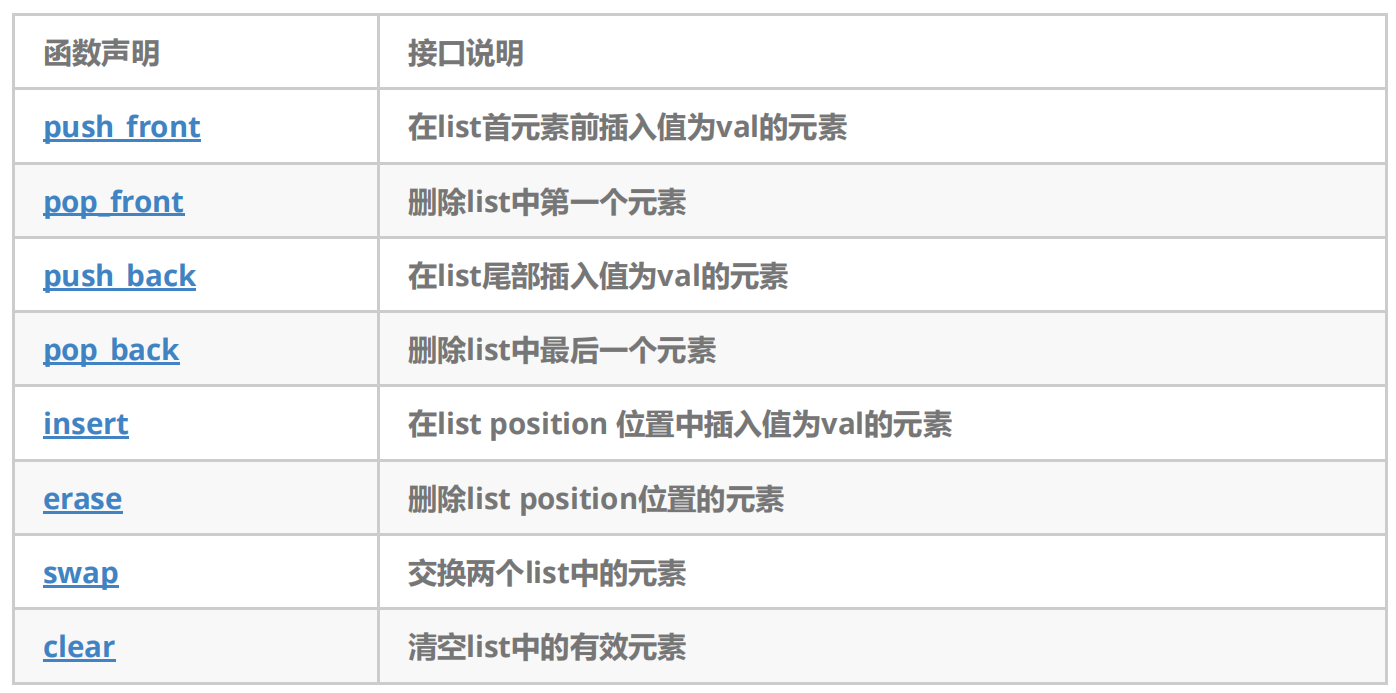 函数声明 接口说明
push_front 在list首元素前插入值为val的元素
pop_front 删除list中第一个元素
push_back 在list尾部插入值为val的元素
pop_back 删除list中最后一个元素
insert 在list position 位置中插入值为val的元素
erase 删除list position位置的元素
swap 交换两个list中的元素
clear 清空list中的有效元素